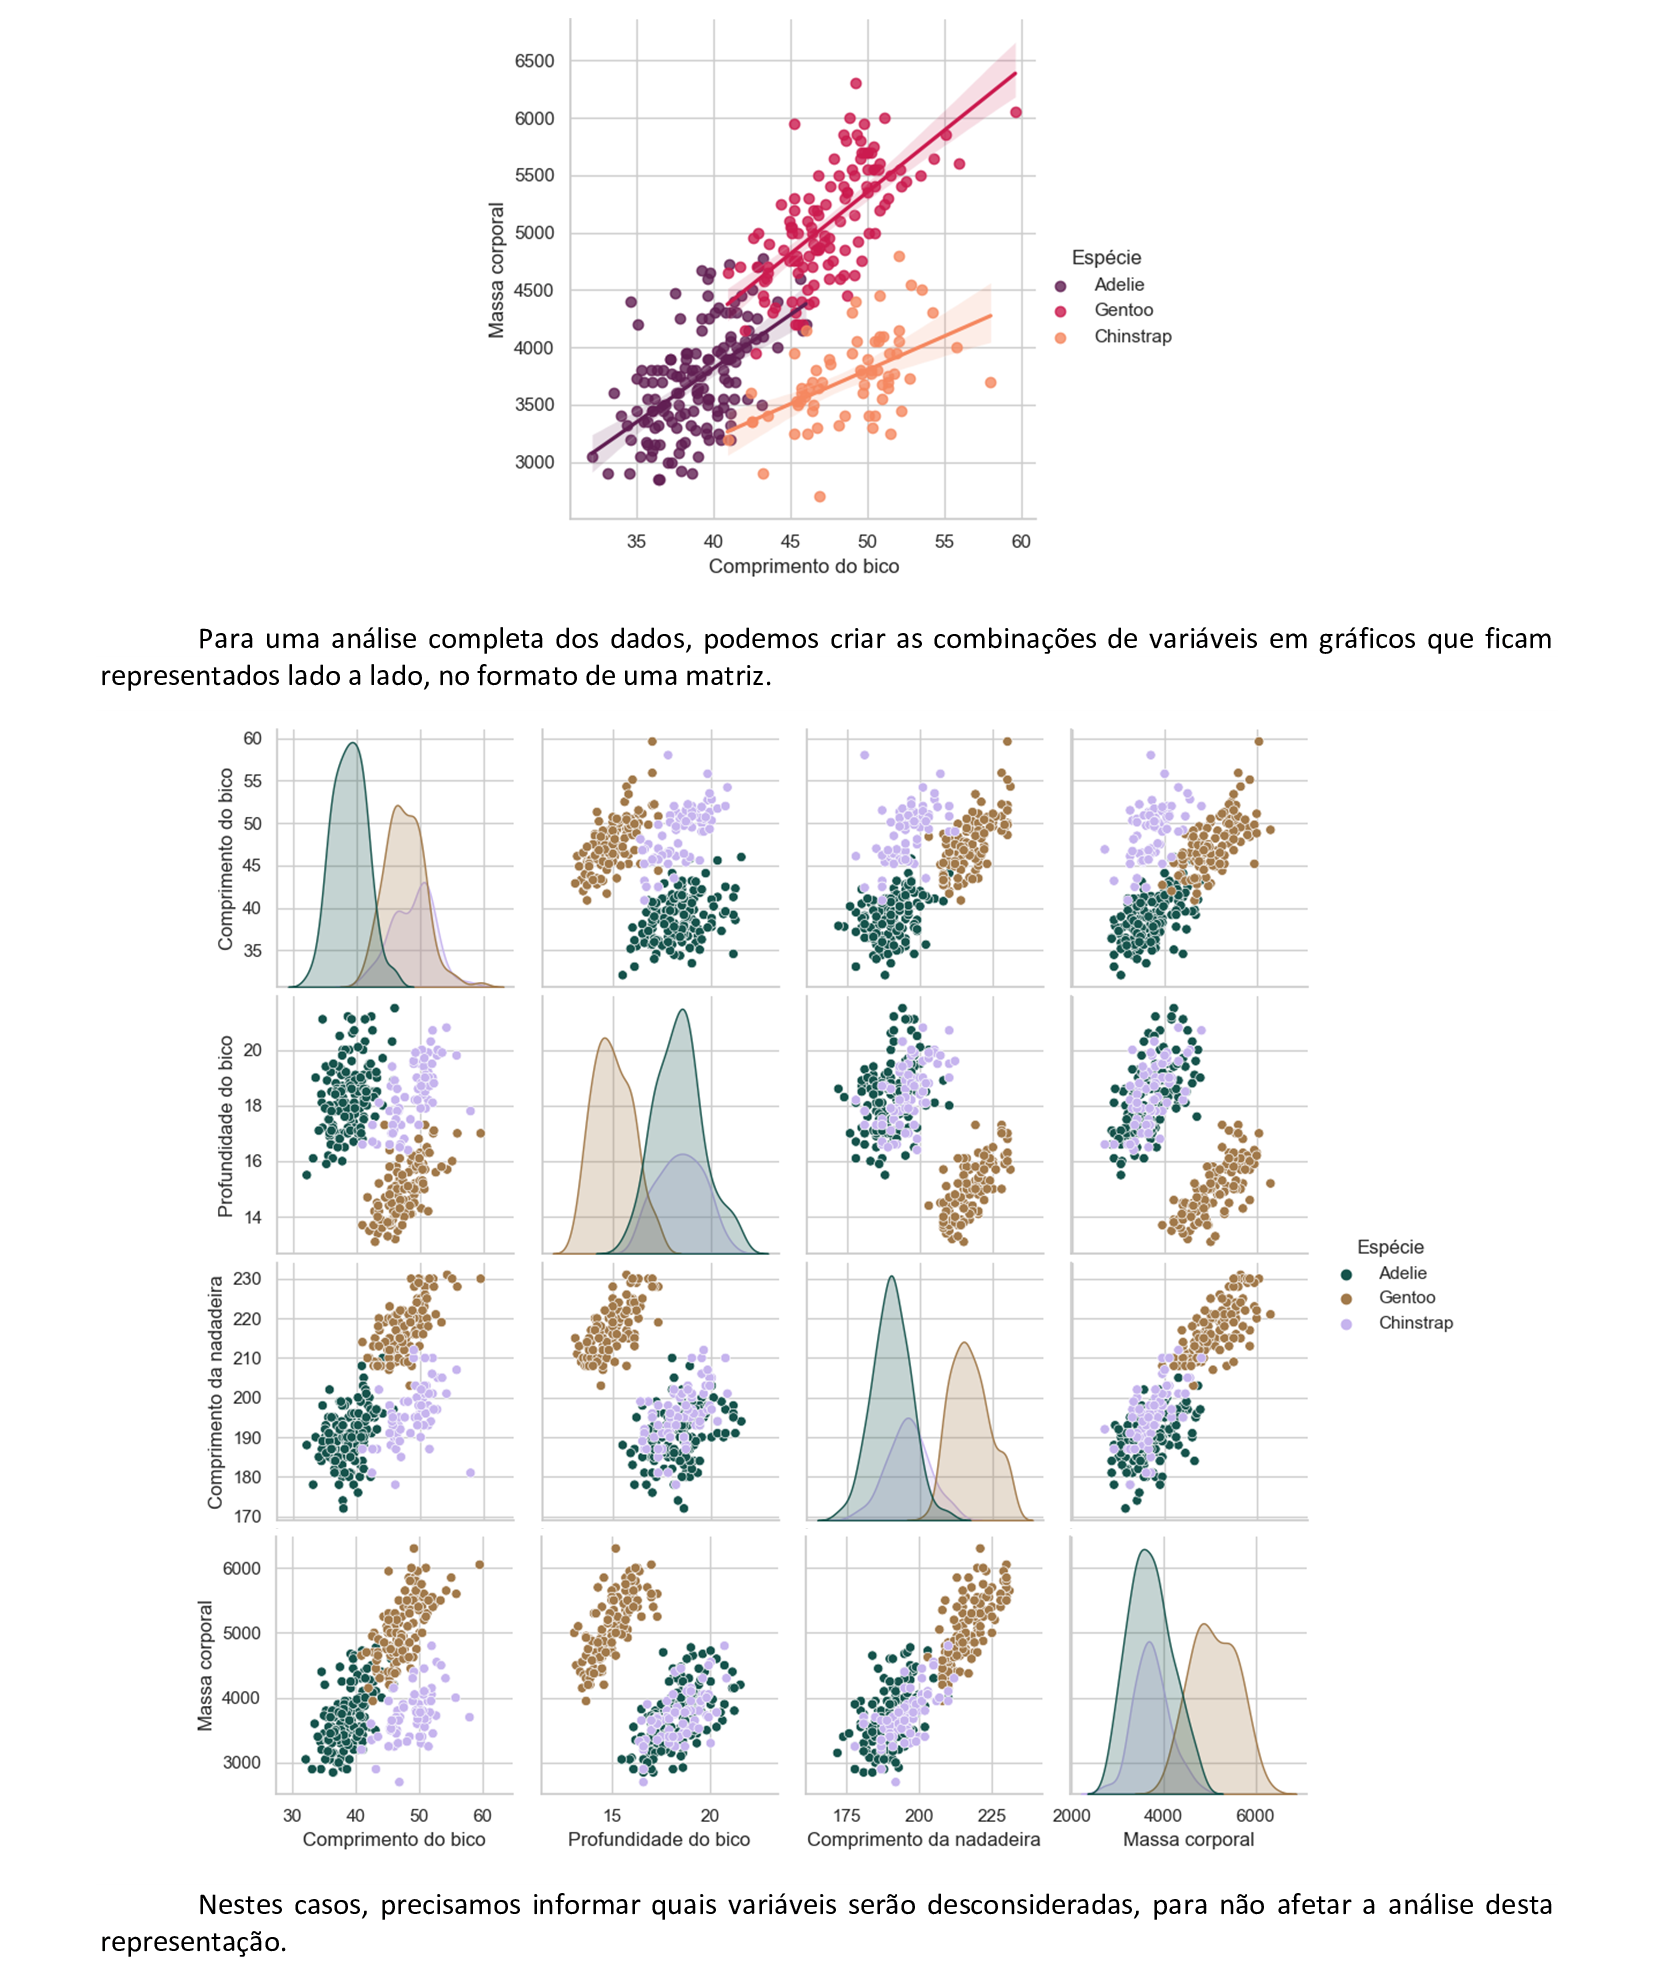 6500
6000
5500
5000
4500
4000
3500
3000
Massa corporal
35 40 45 50 55 60
Comprimento do bico
Espécie
Adelie
Gentoo
Chinstrap
Para uma análise completa dos dados, podemos criar as combinações de variáveis em gráficos que ficam
representados lado a lado, no formato de uma matriz.
60
55
50
45
40
35
Comprimento do bico
20
18
16
14
Profundidade do bico
230
220
210
200
190
180
170
Comprimento da nadadeira
6000
5000
4000
3000
Massa corporal
30 40 50 60
Comprimento do bico
15 20
Profundidade do bico
175 200 225
Comprimento da nadadeira
2000 4000 6000
Massa corporal
Espécie
Adelie
Gentoo
Chinstrap
Nestes casos, precisamos informar quais variáveis serão desconsideradas, para não afetar a análise desta
representação.